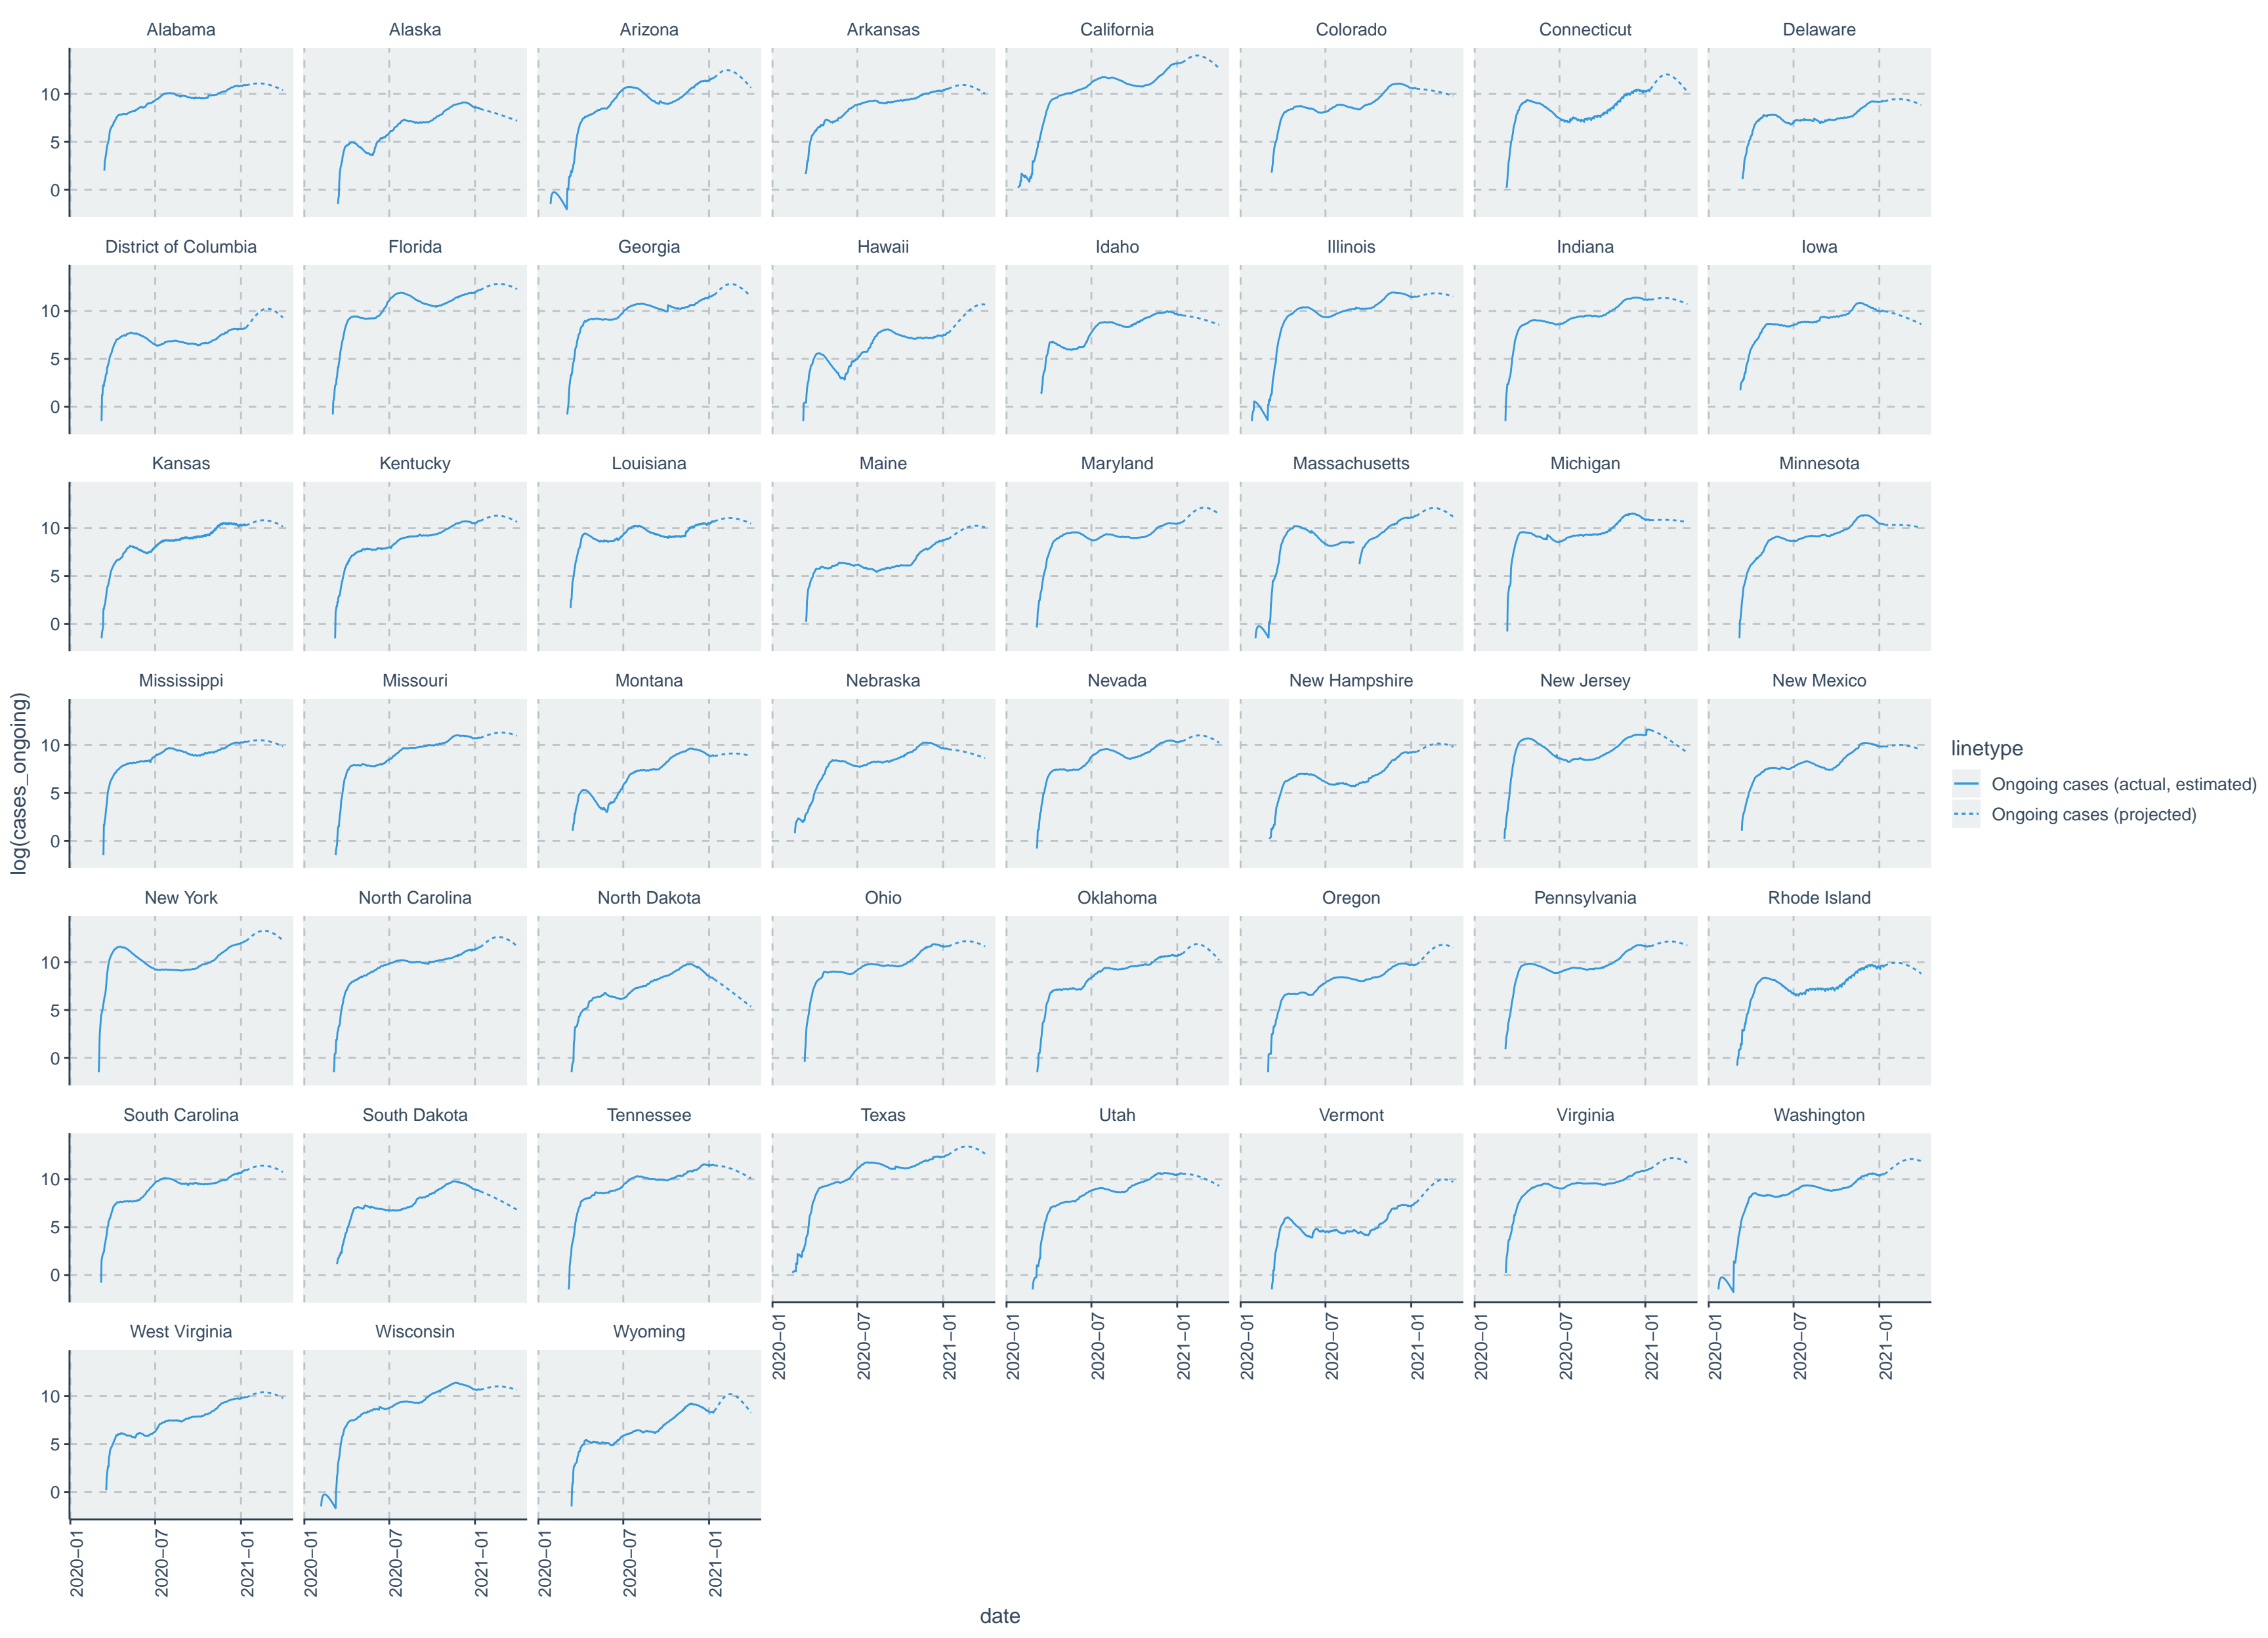 Alabama Alaska Arizona Arkansas California Colorado Connecticut Delaware
10
5
0
District of Columbia Florida Georgia Hawaii Idaho Illinois Indiana Iowa
10
5
0
Kansas Kentucky Louisiana Maine Maryland Massachusetts Michigan Minnesota
10
5
0
Mississippi Missouri Montana Nebraska Nevada New Hampshire New Jersey New Mexico
10
5
0
log(cases_ongoing)
linetype
Ongoing cases (actual, estimated)
Ongoing cases (projected)
New York North Carolina North Dakota Ohio Oklahoma Oregon Pennsylvania Rhode Island
10
5
0
South Carolina South Dakota Tennessee Texas Utah Vermont Virginia Washington
10
5
0
2020−01 2020−07 2021−01 2020−01 2020−07 2021−01 2020−01 2020−07 2021−01 2020−01 2020−07 2021−01 2020−01 2020−07 2021−01
West Virginia Wisconsin Wyoming
10
5
0
2020−01 2020−07 2021−01 2020−01 2020−07 2021−01 2020−01 2020−07 2021−01
date